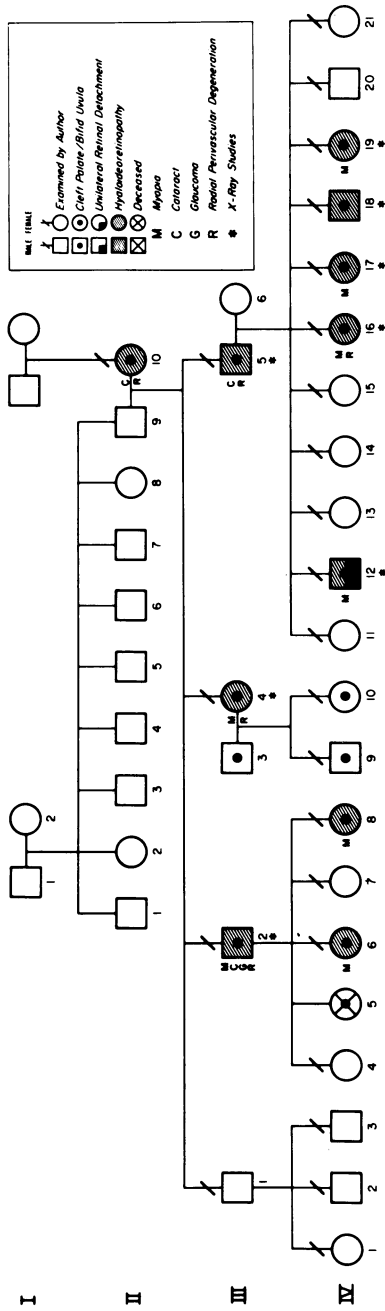 MALE FEMALE
Examined by Author
Cleft Palate/Bifid Uvula
Unilateral Retinal Detachment
Hyaloideoretinopathy
Deceased
M Myopia
C Cataract
G Glaucoma
R Radial Perivascular Degeneration
* X-Ray Studies
I
1 2
II
C
R
1 2 3 4 5 6 7 8 9 10
III
M C G R
M R
C R
1 2 3 4 5 6
* * *
IV
M M M M R M M
1 2 3 4 5 6 7 8 9 10 11 12 13 14 15 16 17 18 19 20 21
* * * * *